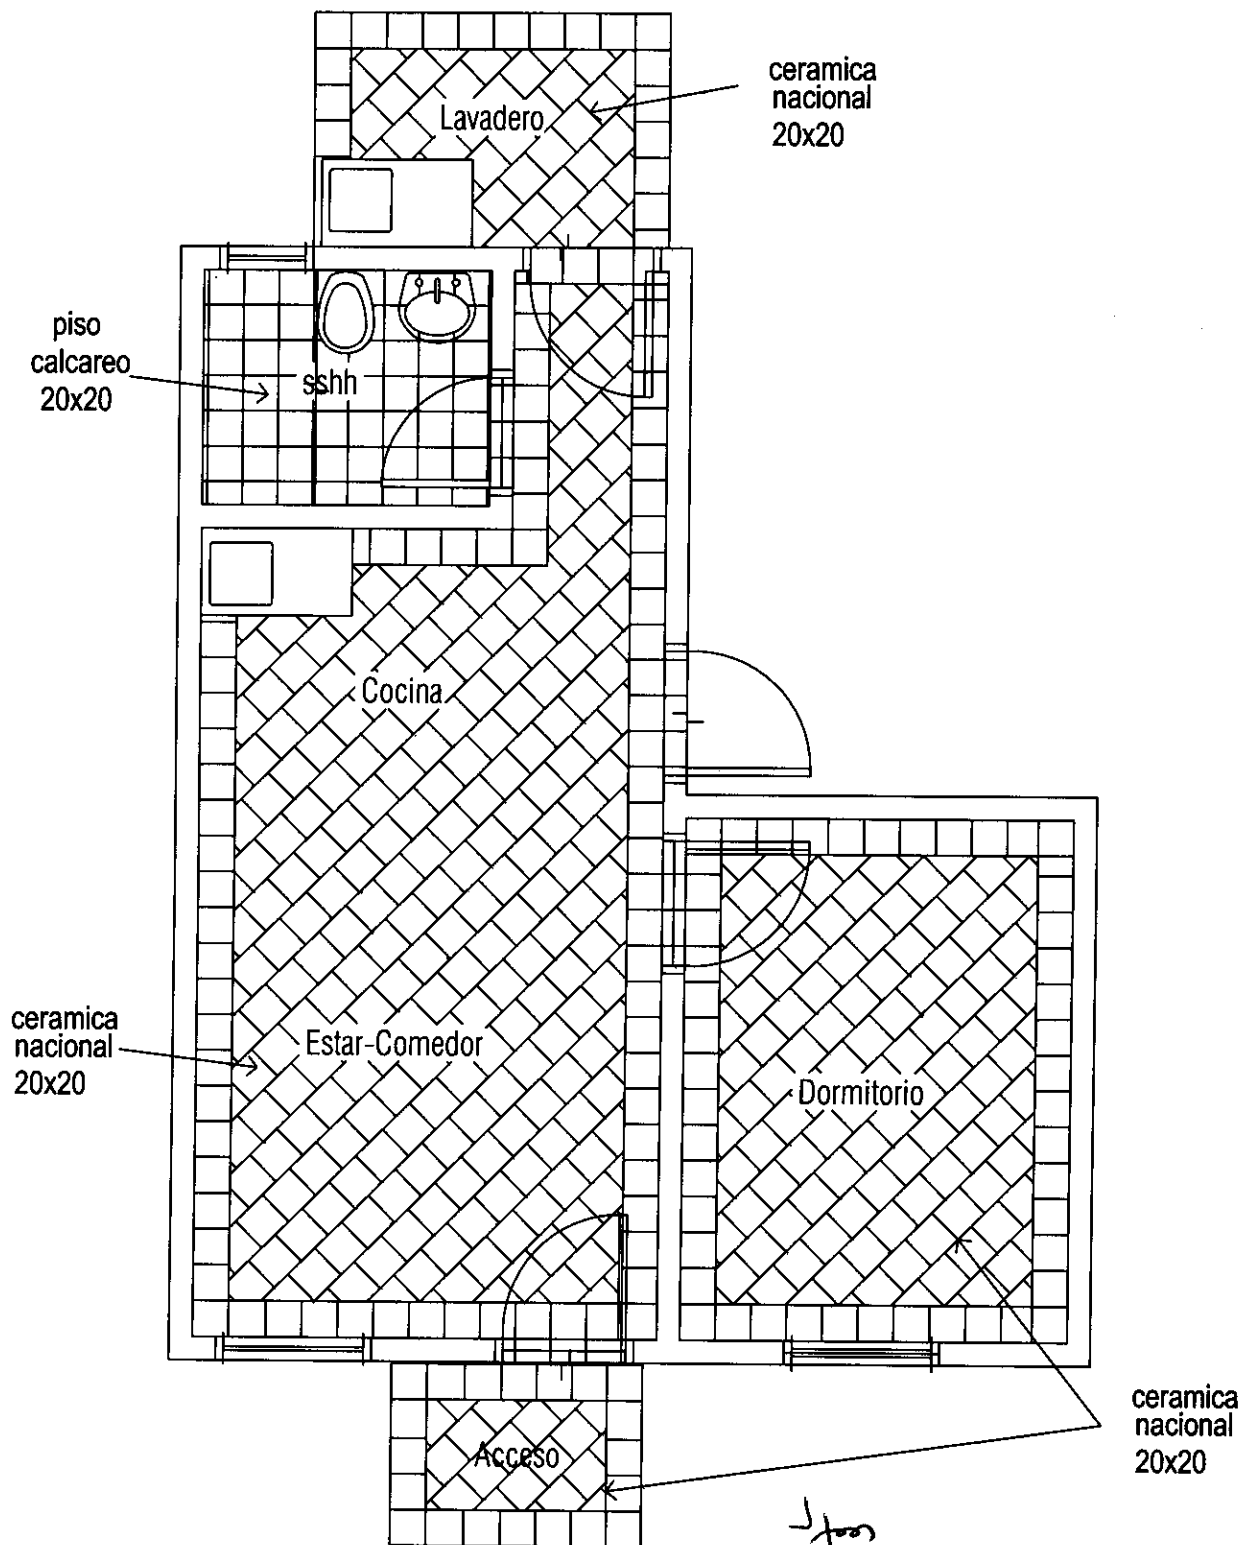 ceramica
nacional
20x20
Lavadero
piso
calcareo
20x20
sshh
Cocina
ceramica
nacional
20x20
Estar-Comedor
Dormitorio
ceramica
nacional
20x20
Acceso